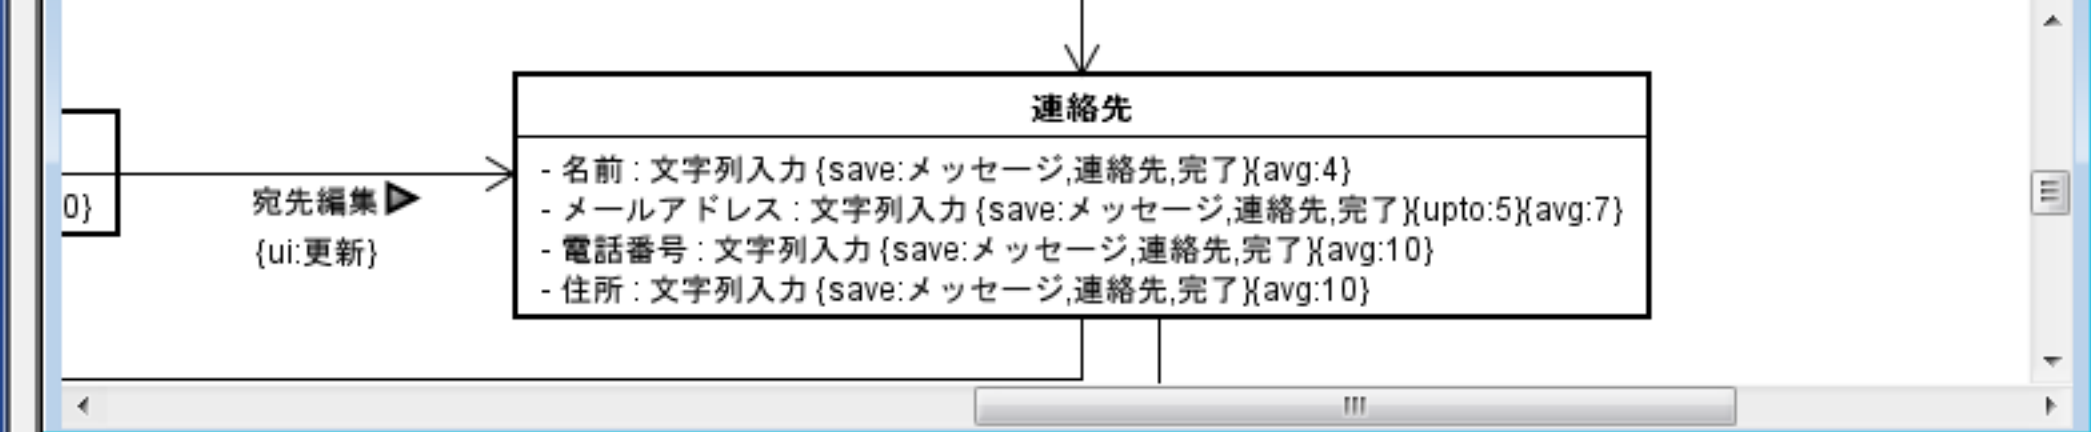 連絡先
- 名前 : 文字列入力 {save:メッセージ,連絡先,完了}{avg:4}
- メールアドレス : 文字列入力 {save:メッセージ,連絡先,完了}{upto:5}{avg:7}
- 電話番号 : 文字列入力 {save:メッセージ,連絡先,完了}{avg:10}
- 住所 : 文字列入力 {save:メッセージ,連絡先,完了}{avg:10}
0}
宛先編集
{ui:更新}